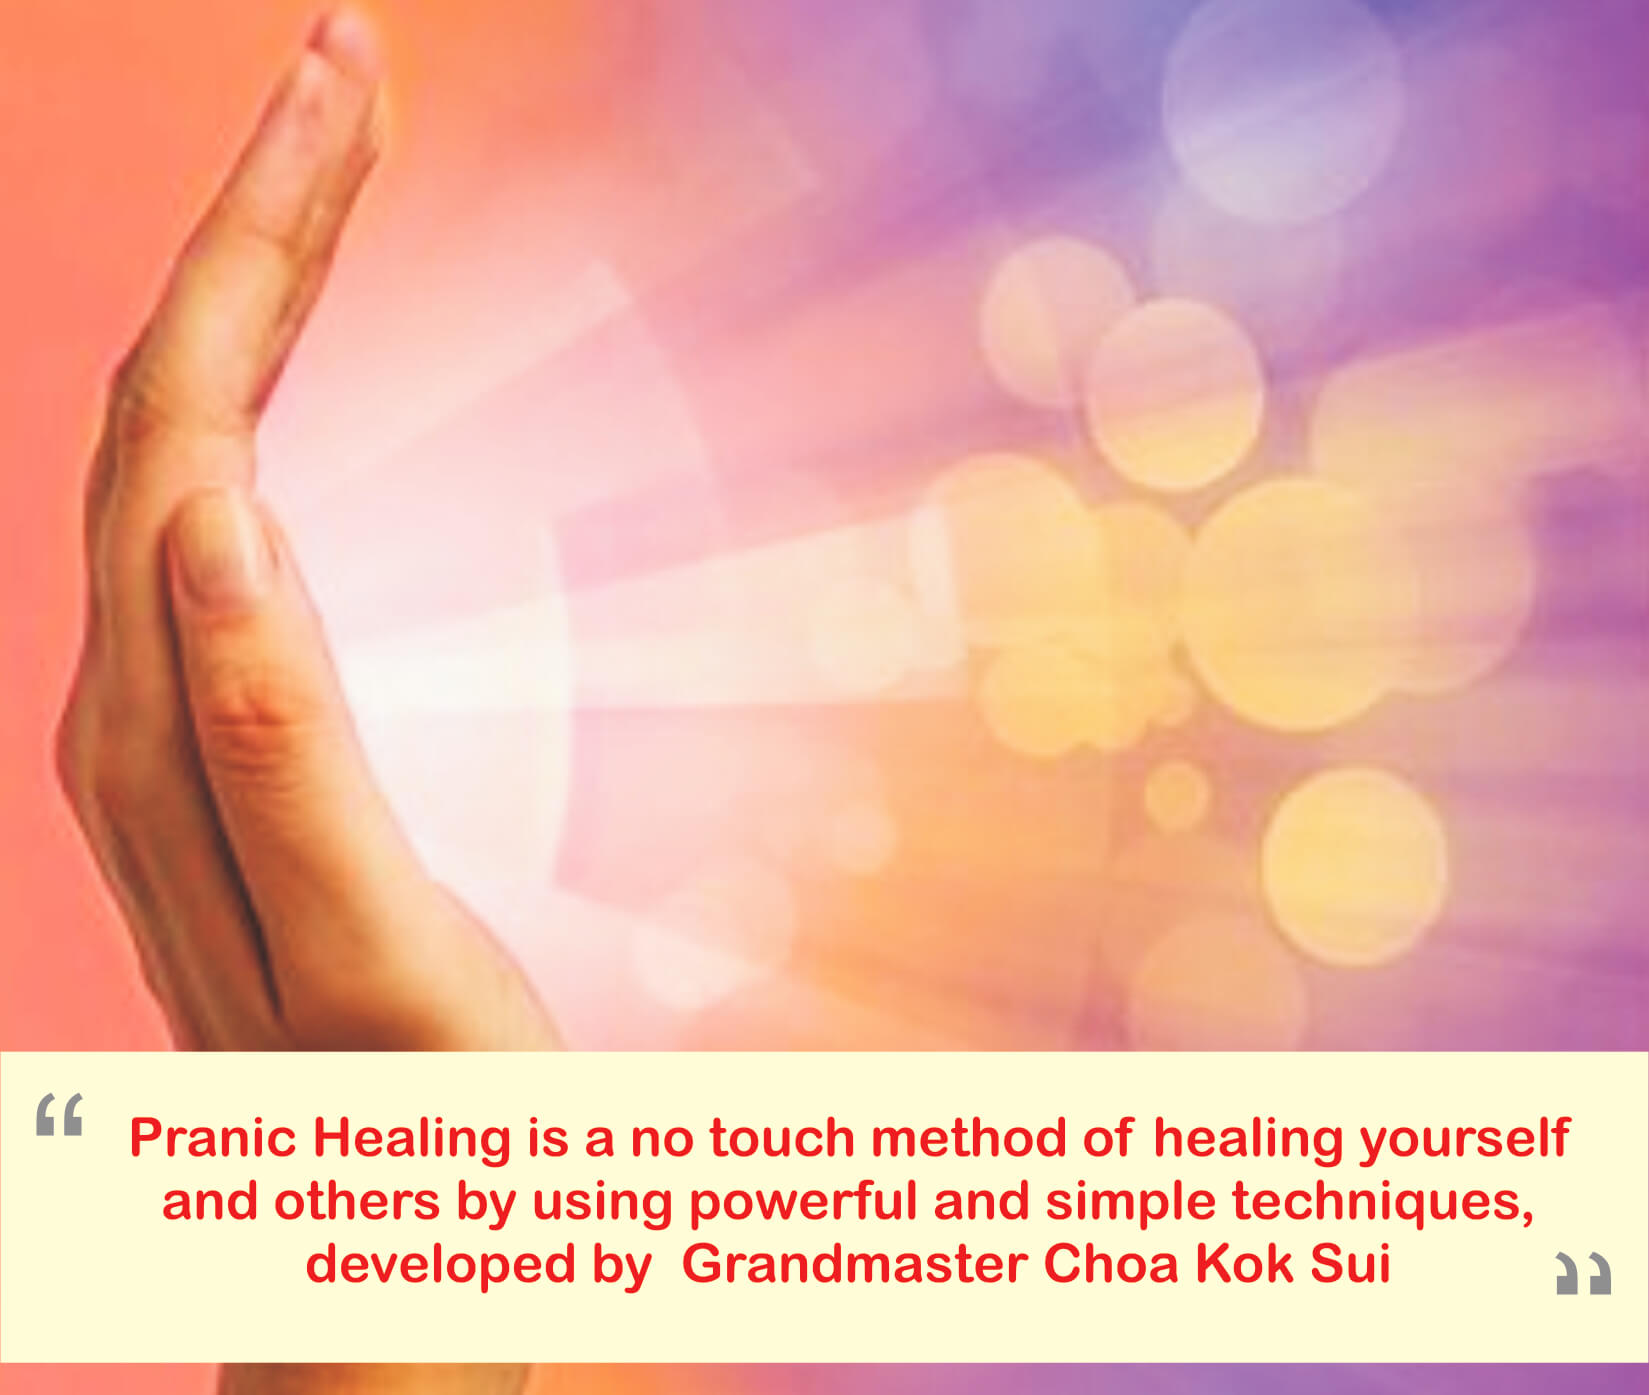 “ Pranic Healing is a no touch method of healing yourself
and others by using powerful and simple techniques,
developed by  Grandmaster Choa Kok Sui ”